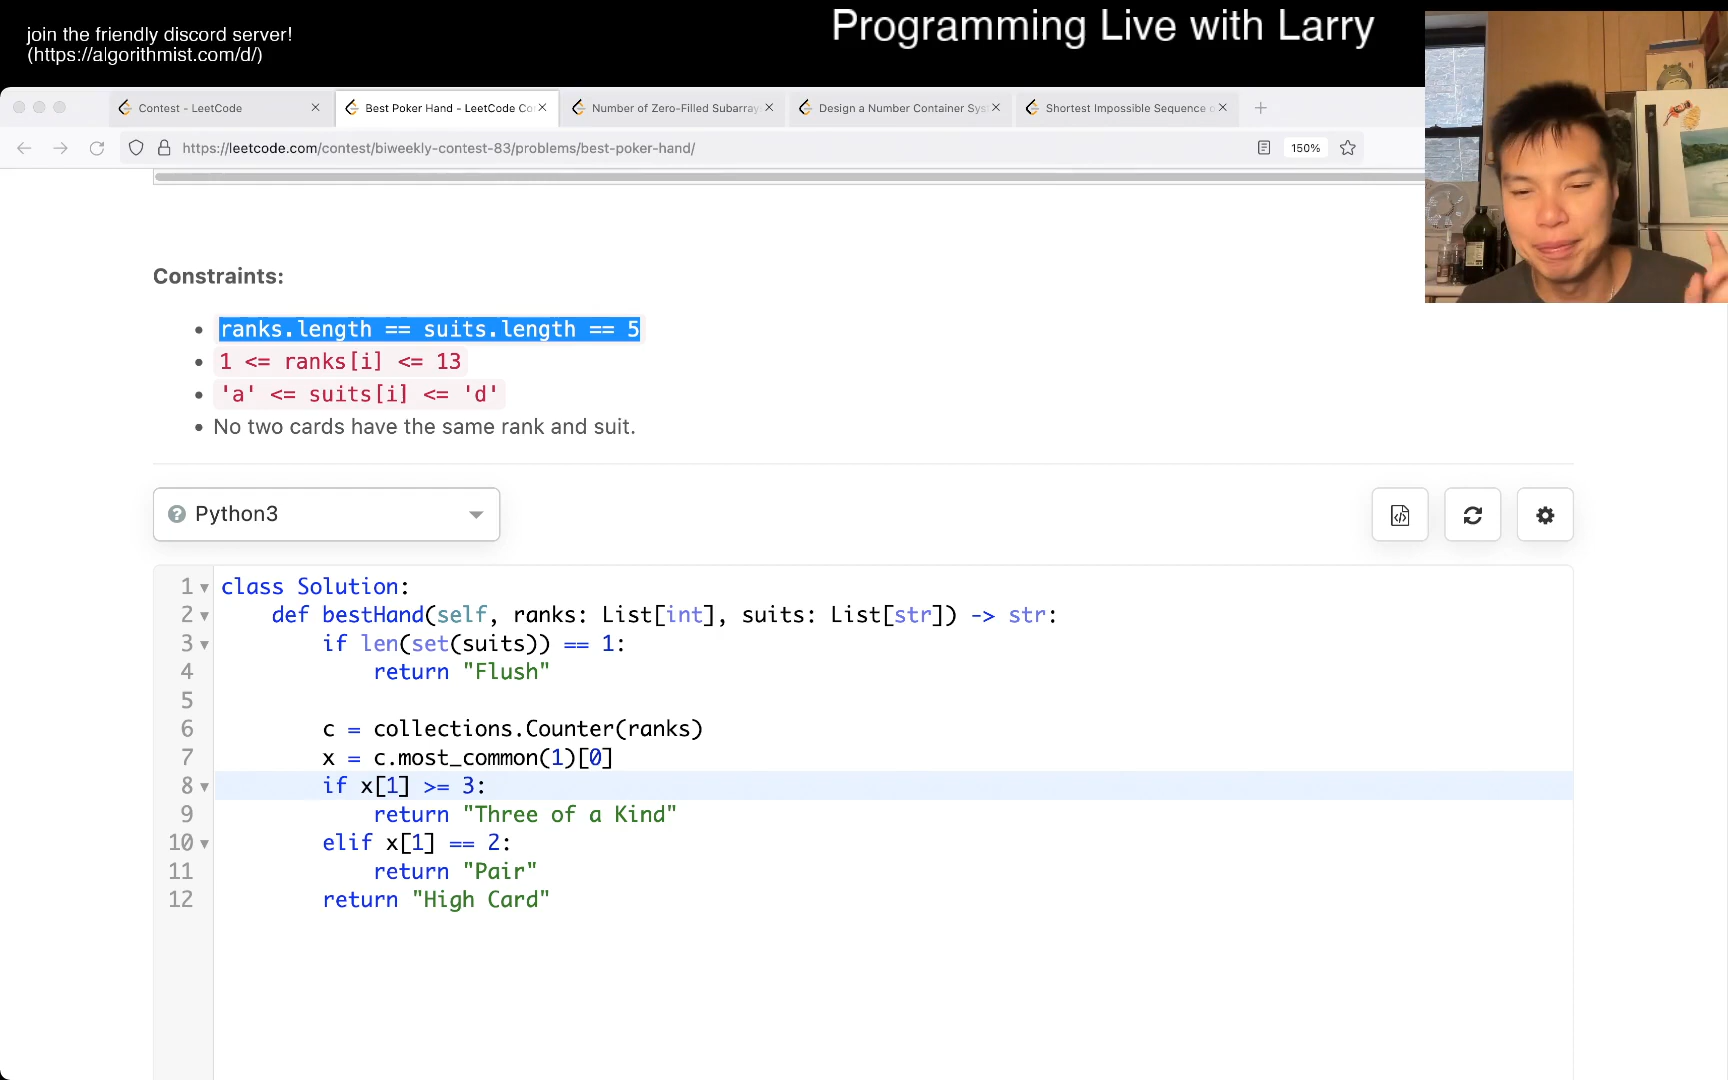 join the friendly discord server!
(https://algorithmist.com/d/)
Programming Live with Larry
Contest - LeetCode
Best Poker Hand - LeetCode Co
Number of Zero-Filled Subarray
Design a Number Container Sys
Shortest Impossible Sequence o
https://leetcode.com/contest/biweekly-contest-83/problems/best-poker-hand/
150%
Constraints:
ranks.length == suits.length == 5
1 <= ranks[i] <= 13
'a' <= suits[i] <= 'd'
No two cards have the same rank and suit.
Python3
1 class Solution:
2 def bestHand(self, ranks: List[int], suits: List[str]) -> str:
3 if len(set(suits)) == 1:
4 return "Flush"
5
6 c = collections.Counter(ranks)
7 x = c.most_common(1)[0]
8 if x[1] >= 3:
9 return "Three of a Kind"
10 elif x[1] == 2:
11 return "Pair"
12 return "High Card"